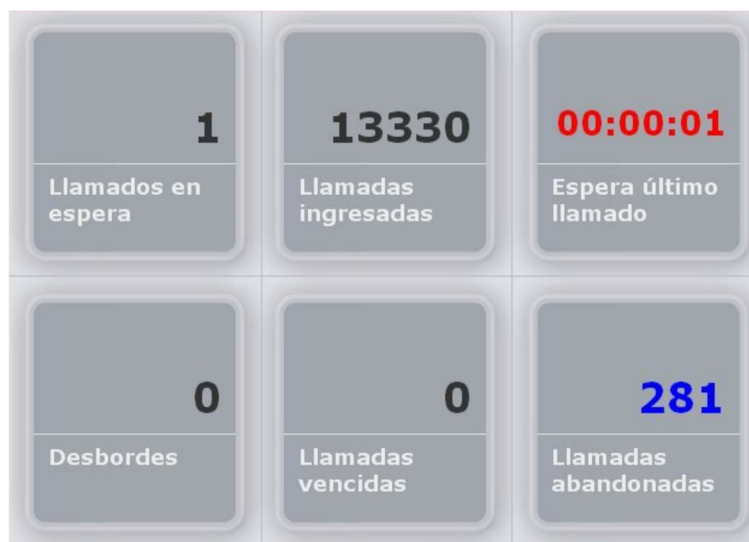 1
Llamados en
espera
13330
Llamadas
ingresadas
00:00:01
Espera último
llamado
0
Desbordes
0
Llamadas
vencidas
281
Llamadas
abandonadas